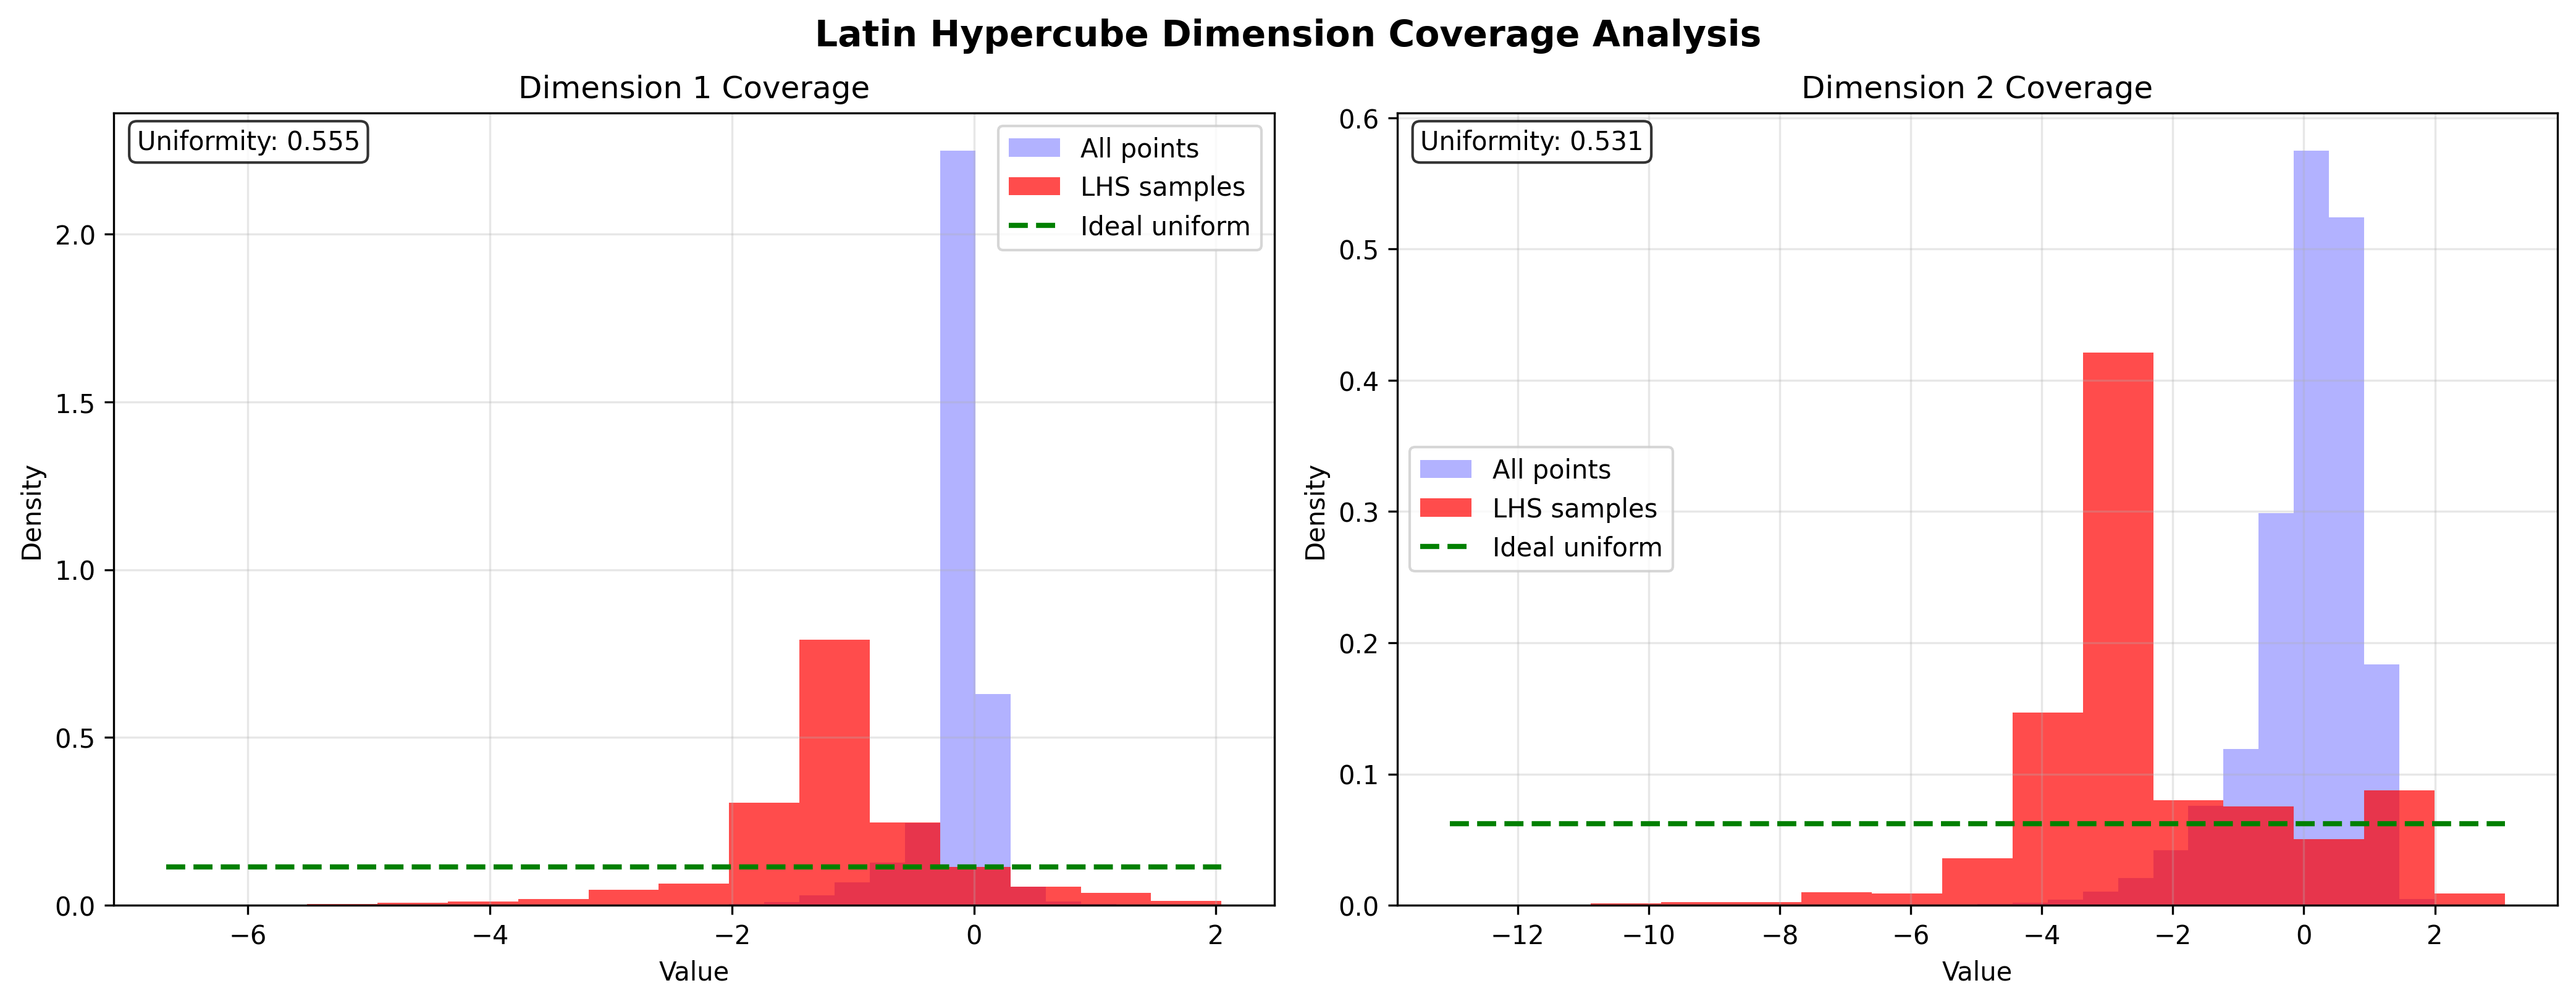 Latin Hypercube Dimension Coverage Analysis
Dimension 1 Coverage
Uniformity: 0.555
All points
LHS samples
Ideal uniform
2.0
1.5
1.0
0.5
0.0
Density
−6 −4 −2 0 2
Value
Dimension 2 Coverage
Uniformity: 0.531
All points
LHS samples
Ideal uniform
0.6
0.5
0.4
0.3
0.2
0.1
0.0
Density
−12 −10 −8 −6 −4 −2 0 2
Value